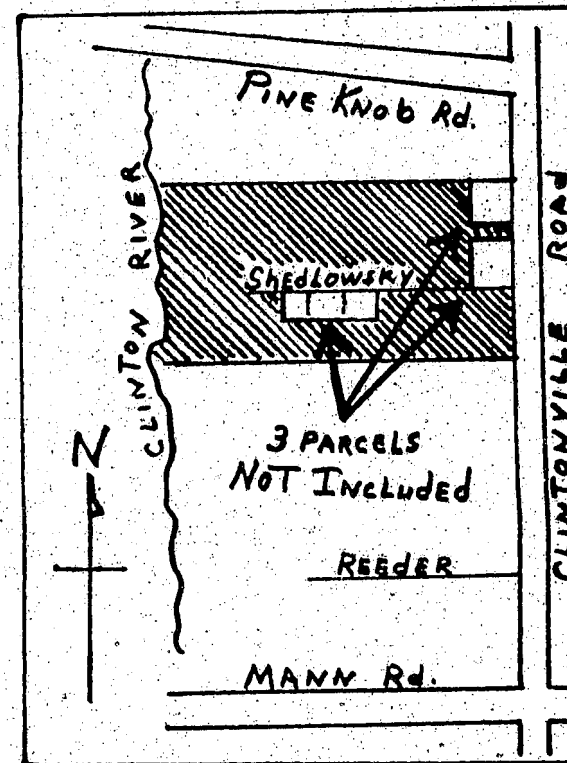 PINE KNOB Rd.
CLINTON RIVER
SHEDLOWSKY
CLINTONVILLE ROAD
3 PARCELS
NOT INCLUDED
N
REEDER
MANN Rd.